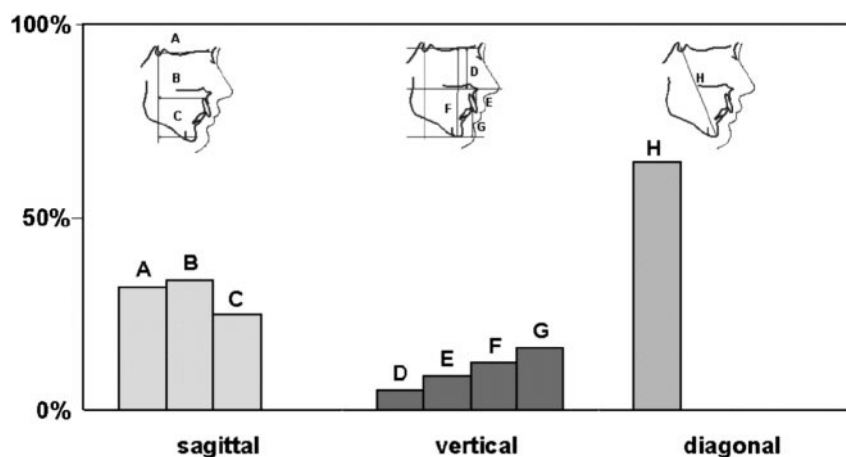 100%
50%
0%
A
B
C
D
E
F
G
H
A
B
C
D
E
F
G
H
sagittal
vertical
diagonal